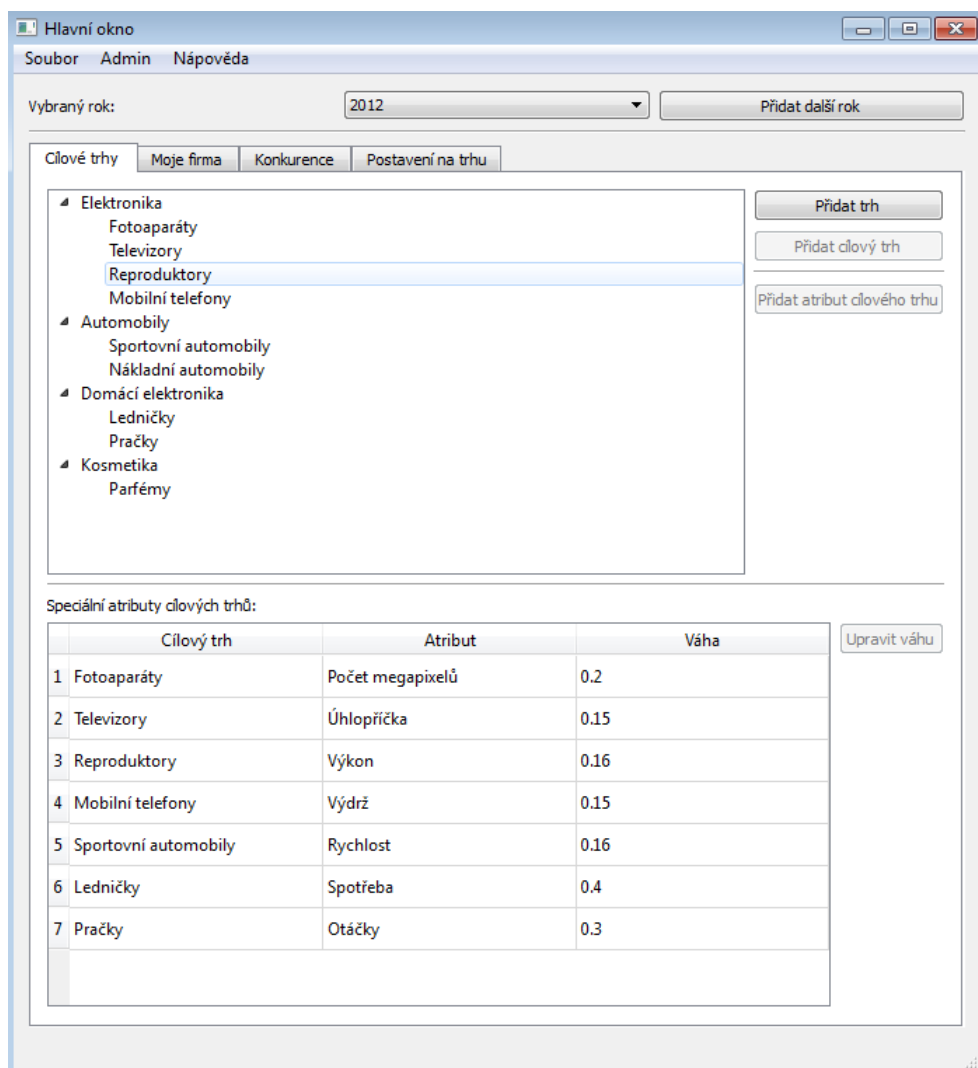 Hlavní okno
Soubor Admin Nápověda
Vybraný rok: 2012 Přidat další rok
Cílové trhy Moje firma Konkurence Postavení na trhu
Elektronika
Fotoaparáty
Televizory
Reproduktory
Mobilní telefony
Automobily
Sportovní automobily
Nákladní automobily
Domácí elektronika
Ledničky
Pračky
Kosmetika
Parfémy
Přidat trh
Přidat cílový trh
Přidat atribut cílového trhu
Speciální atributy cílových trhů:
Cílový trh Atribut Váha
1 Fotoaparáty Počet megapixelů 0.2
2 Televizory Úhlopříčka 0.15
3 Reproduktory Výkon 0.16
4 Mobilní telefony Výdrž 0.15
5 Sportovní automobily Rychlost 0.16
6 Ledničky Spotřeba 0.4
7 Pračky Otáčky 0.3
Upravit váhu